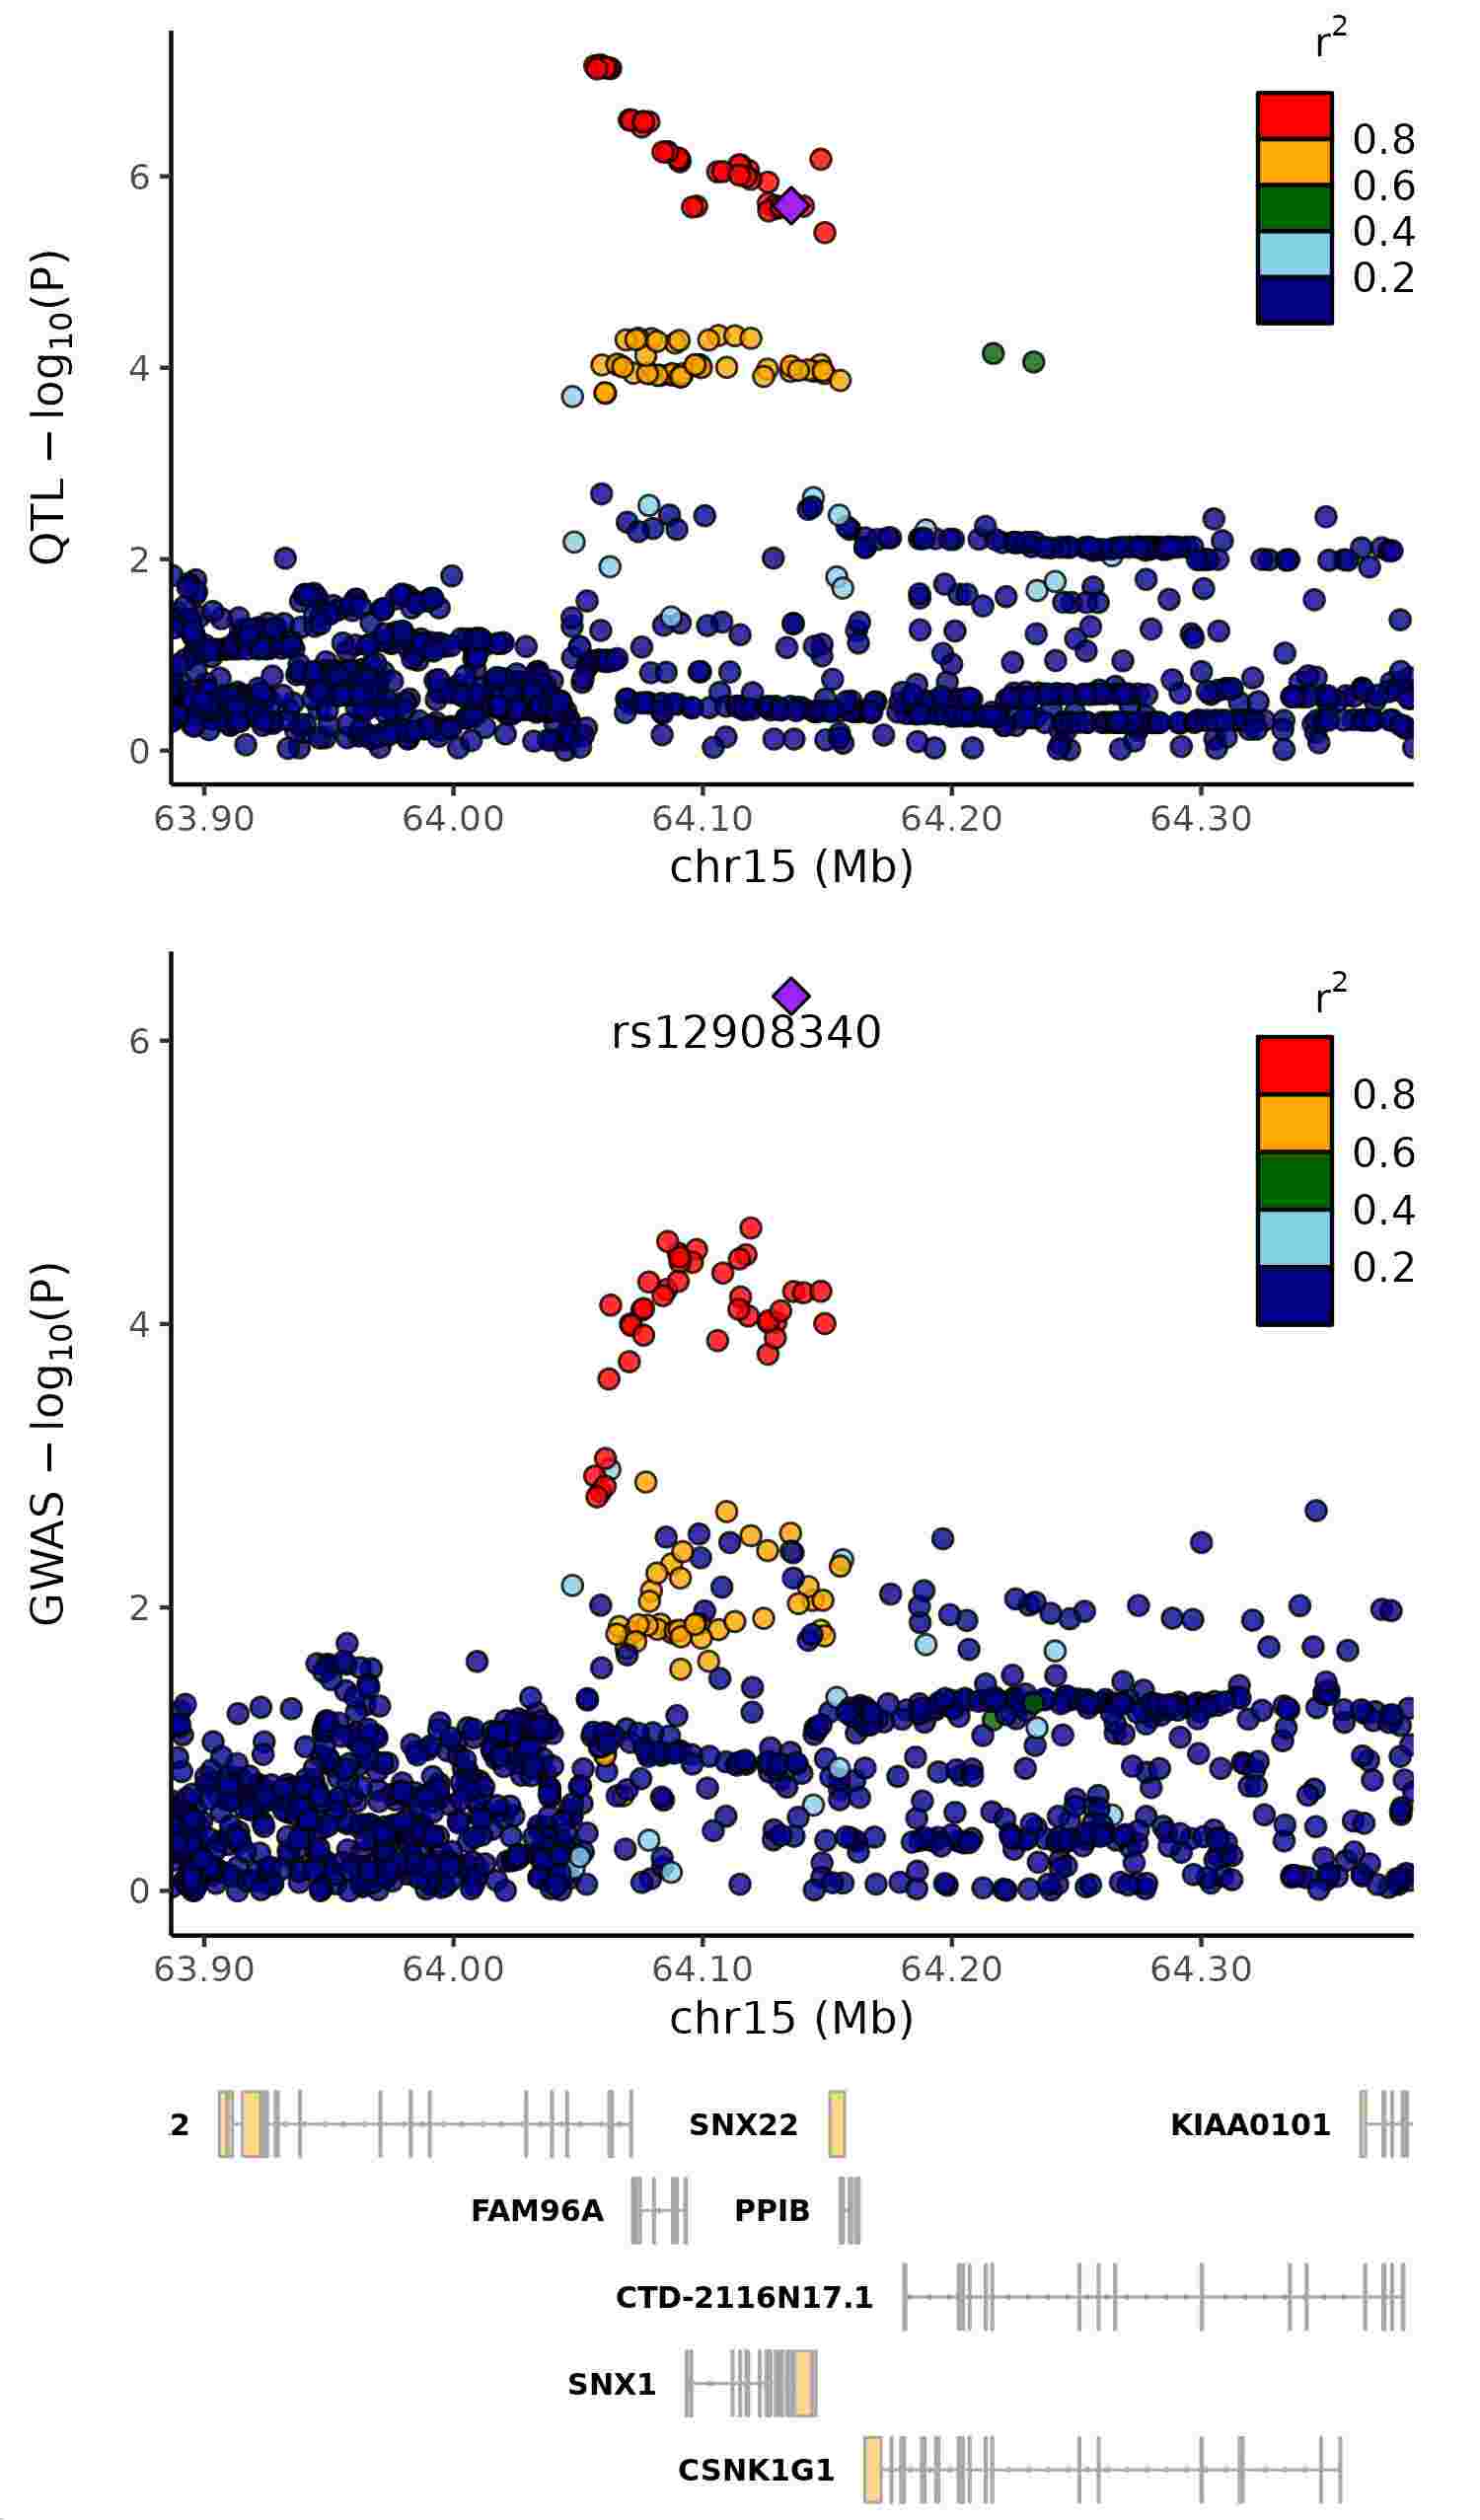 r2
0.8
0.6
0.4
0.2
QTL − log10(P)
6
4
2
0
63.90 64.00 64.10 64.20 64.30
chr15 (Mb)
rs12908340
r2
0.8
0.6
0.4
0.2
GWAS − log10(P)
6
4
2
0
63.90 64.00 64.10 64.20 64.30
chr15 (Mb)
2 SNX22 KIAA0101
FAM96A PPIB
CTD-2116N17.1
SNX1
CSNK1G1